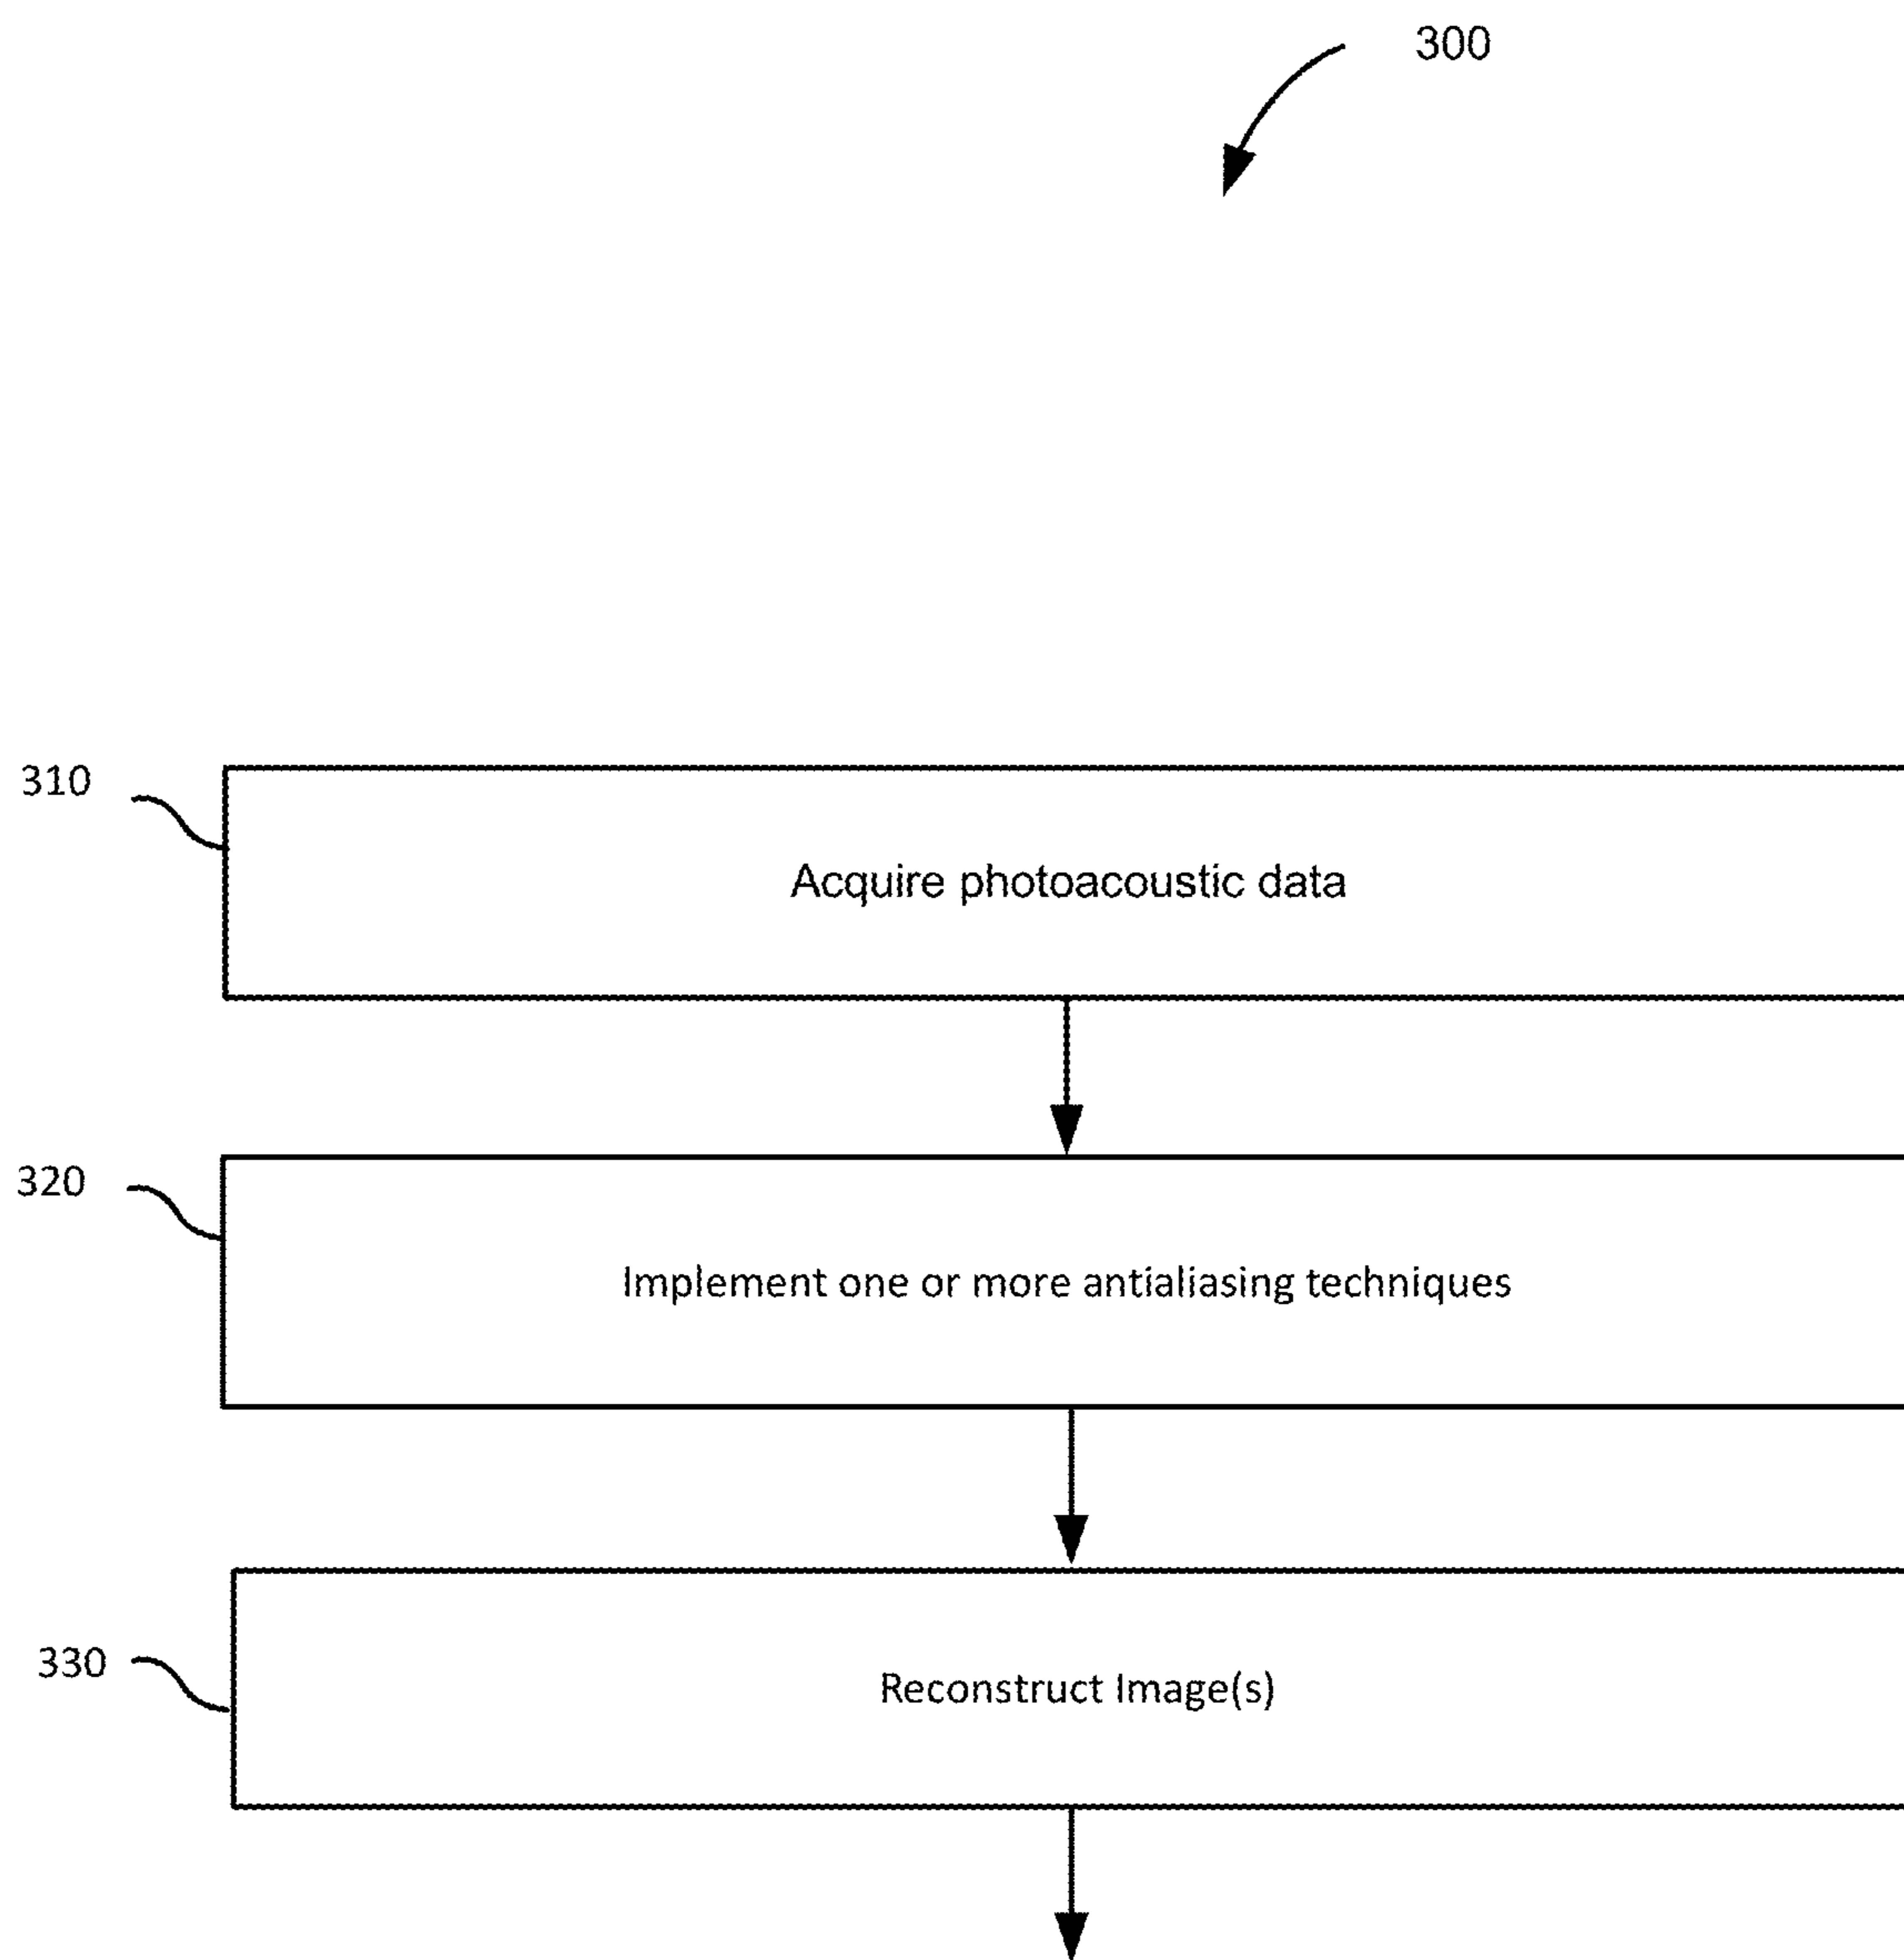 300
310
Acquire photoacoustic data
320
Implement one or more antialiasing techniques
330
Reconstruct Image(s)